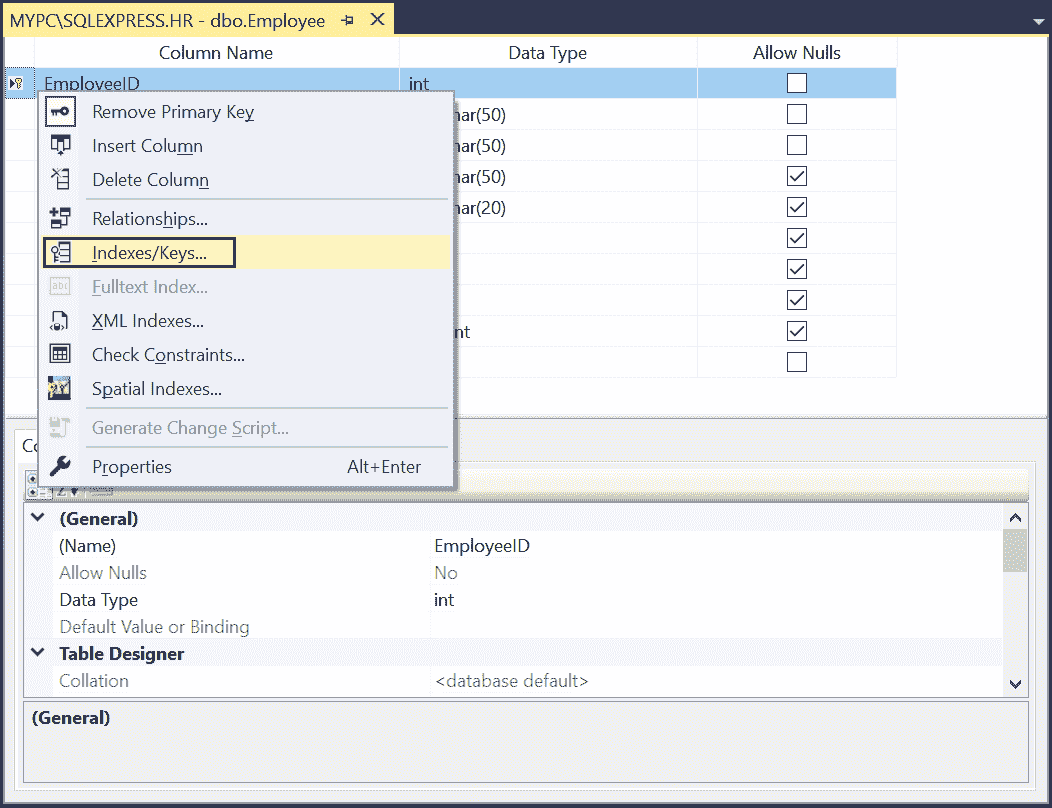 MYPC\SQLEXPRESS.HR - dbo.Employee
Column Name Data Type Allow Nulls
EmployeeID int
Remove Primary Key har(50)
Insert Column har(50)
Delete Column har(50)
Relationships... har(20)
Indexes/Keys...
Fulltext Index...
XML Indexes... nt
Check Constraints...
Spatial Indexes...
Generate Change Script...
Co
Properties Alt+Enter
(General)
(Name) EmployeeID
Allow Nulls No
Data Type int
Default Value or Binding
Table Designer
Collation <database default>
(General)